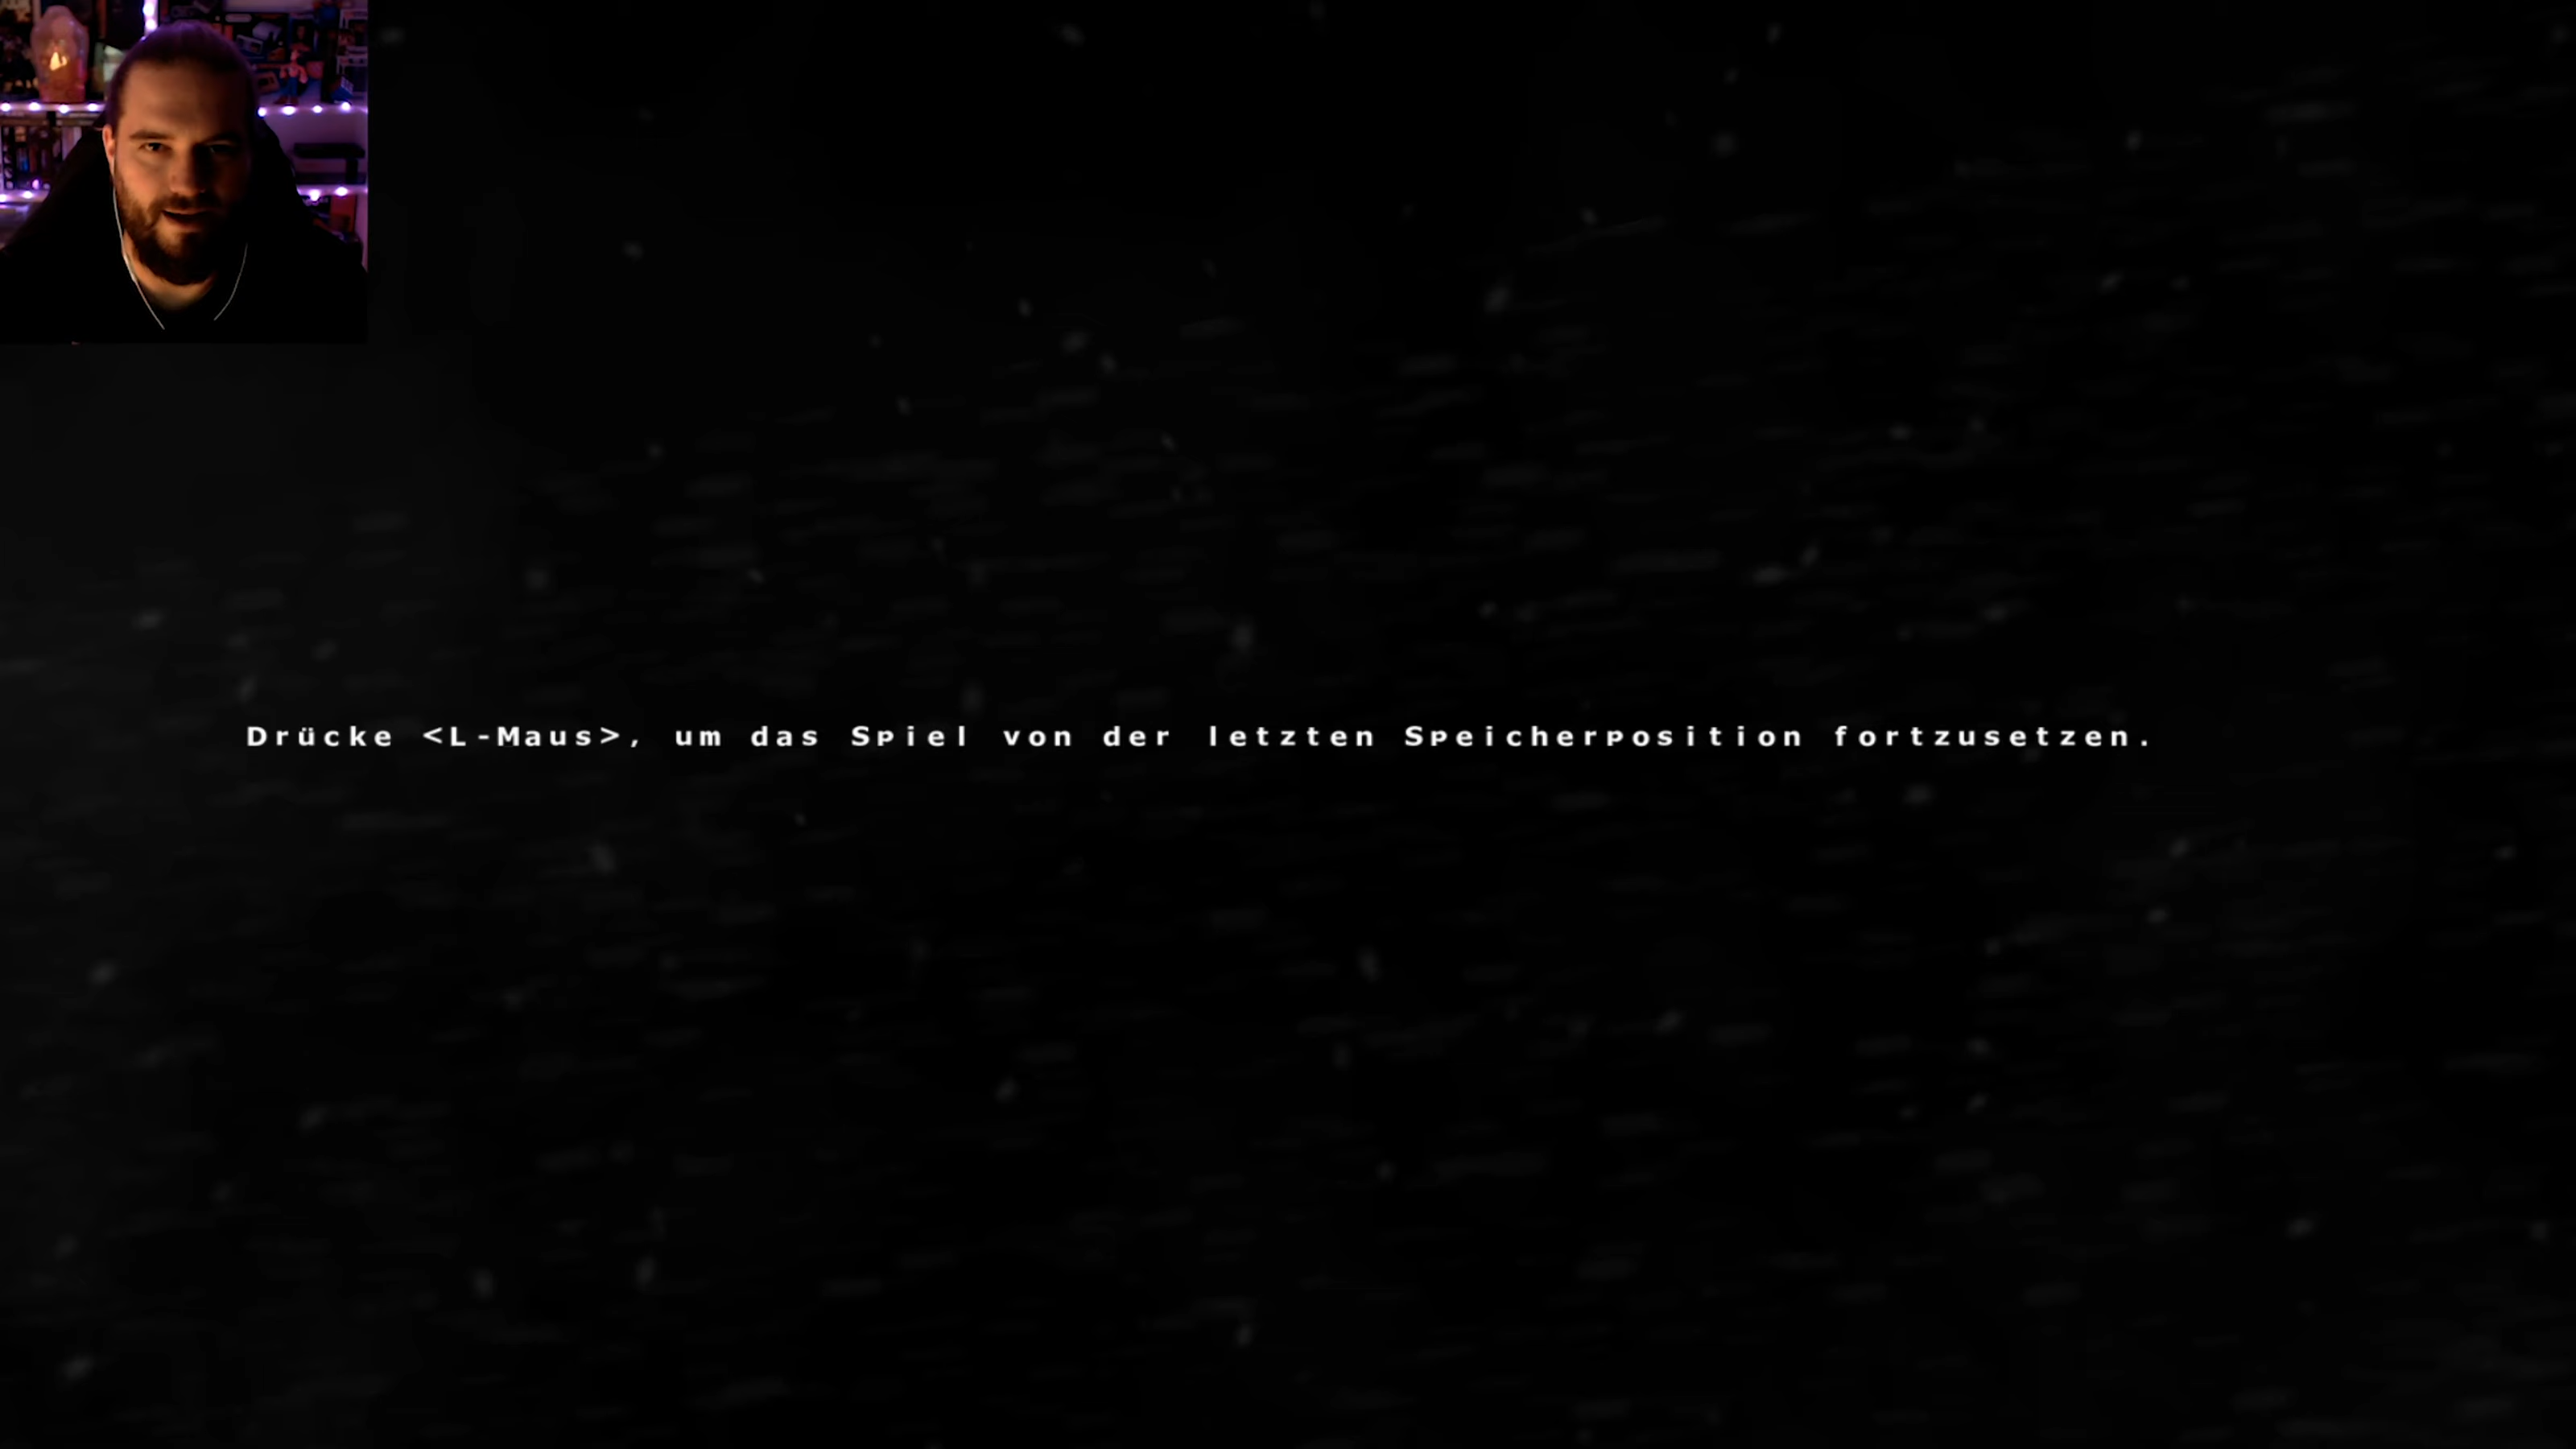 Drücke <L-Maus>, um das Spiel von der letzten Speicherposition fortzusetzen.